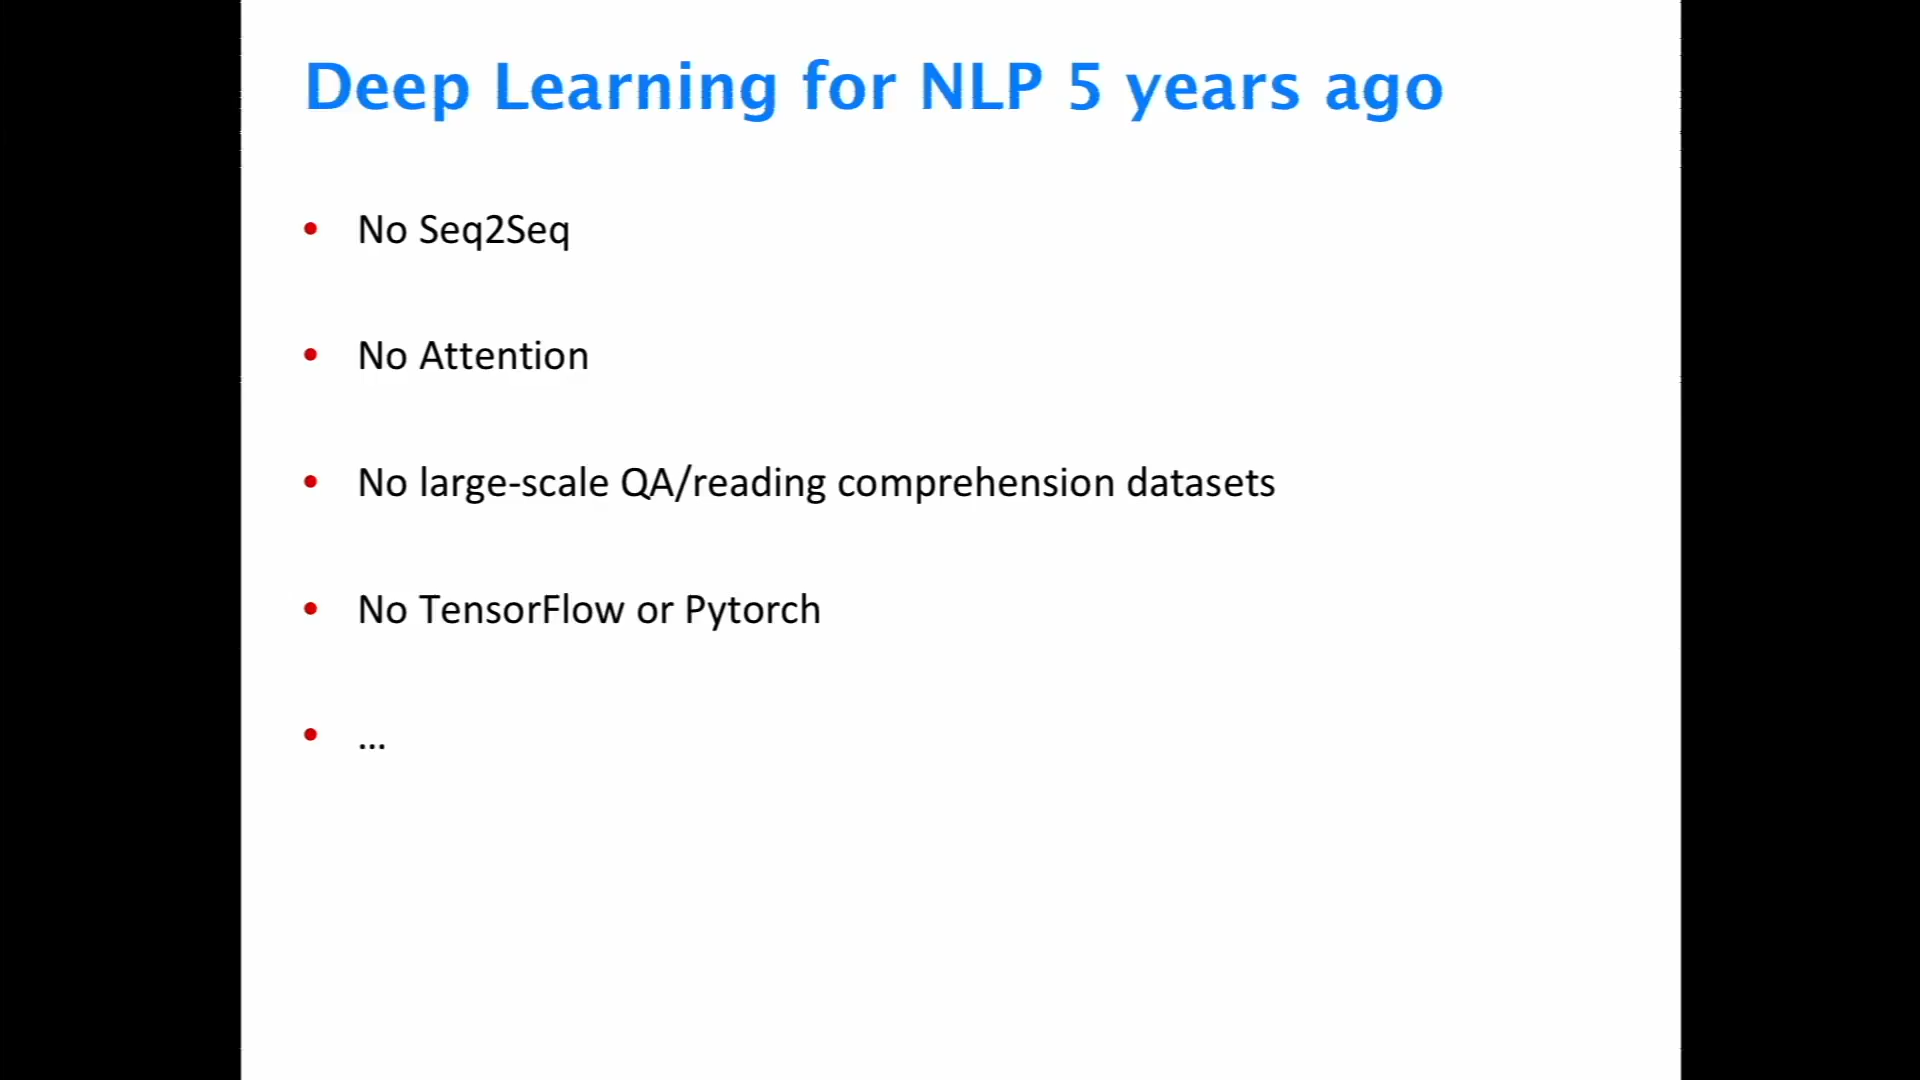 Deep Learning for NLP 5 years ago
• No Seq2Seq
• No Attention
• No large-scale QA/reading comprehension datasets
• No TensorFlow or Pytorch
• ...